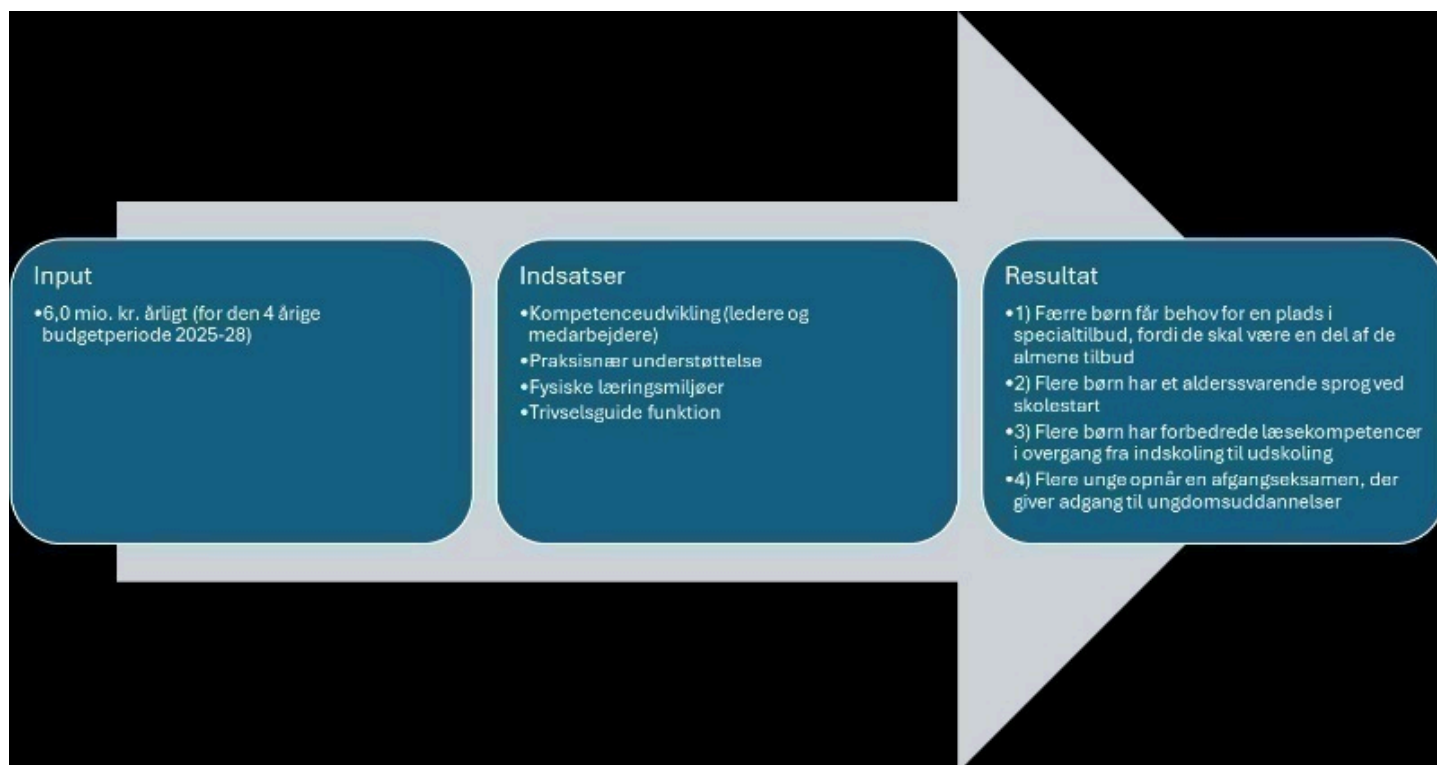 Input
•6,0 mio. kr. årligt (for den 4 årige
budgetperiode 2025-28)
Indsatser
•Kompetenceudvikling (ledere og
medarbejdere)
•Praksisnær understøttelse
•Fysiske læringsmiljøer
•Trivselsguide funktion
Resultat
•1) Færre børn får behov for en plads i
specialtilbud, fordi de skal være en del af de
almene tilbud
•2) Flere børn har et alderssvarende sprog ved
skolestart
•3) Flere børn har forbedrede læsekompetencer
i overgang fra indskoling til udskoling
•4) Flere unge opnår en afgangseksamen, der
giver adgang til ungdomsuddannelser